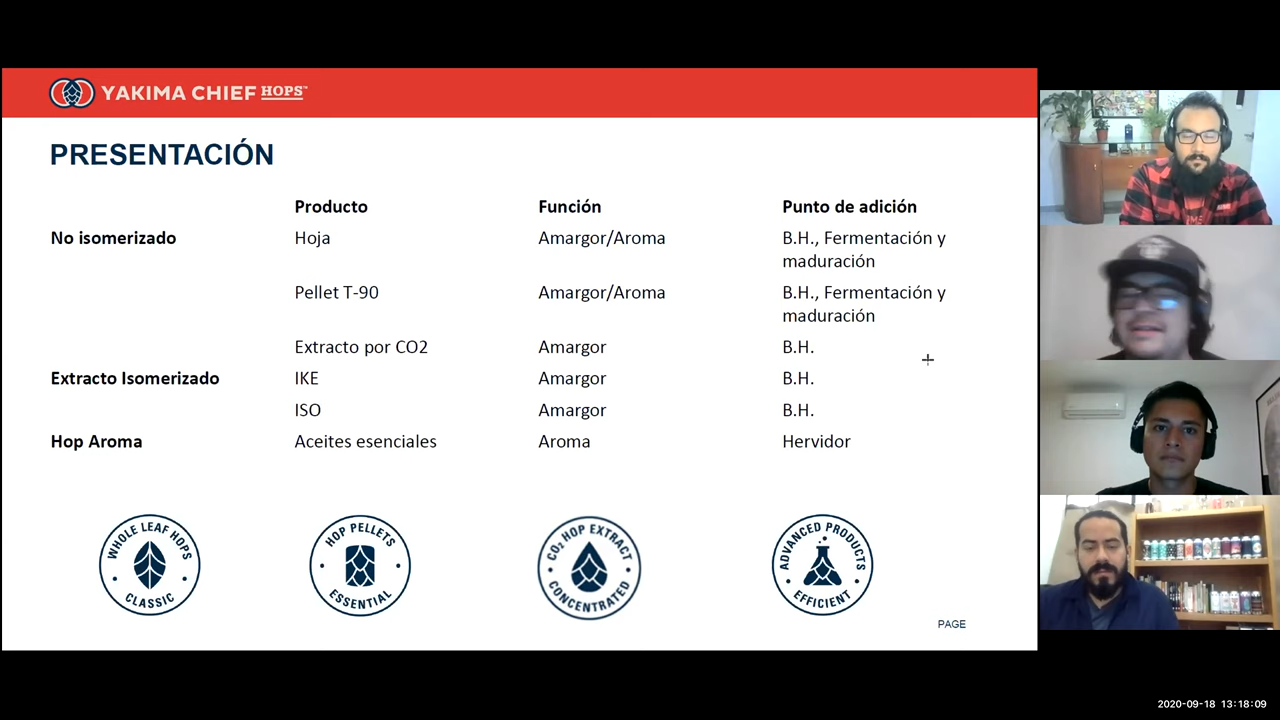 YAKIMA CHIEF HOPS™
PRESENTACIÓN
Producto Función Punto de adición
No isomerizado Hoja Amargor/Aroma B.H., Fermentación y
maduración
Pellet T-90 Amargor/Aroma B.H., Fermentación y
maduración
Extracto por CO2 Amargor B.H.
Extracto Isomerizado IKE Amargor B.H.
ISO Amargor B.H.
Hop Aroma Aceites esenciales Aroma Hervidor
WHOLE LEAF HOPS
CLASSIC
HOP PELLETS
ESSENTIAL
CO₂ HOP EXTRACT
CONCENTRATED
ADVANCED PRODUCTS
EFFICIENT
PAGE
2020-09-18 13:18:09